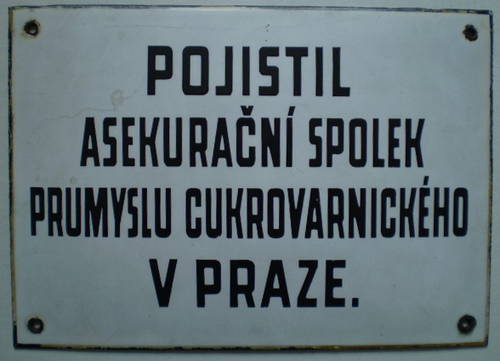 POJISTIL
ASEKURAČNÍ SPOLEK
PRUMYSLU CUKROVARNICKÉHO
V PRAZE.